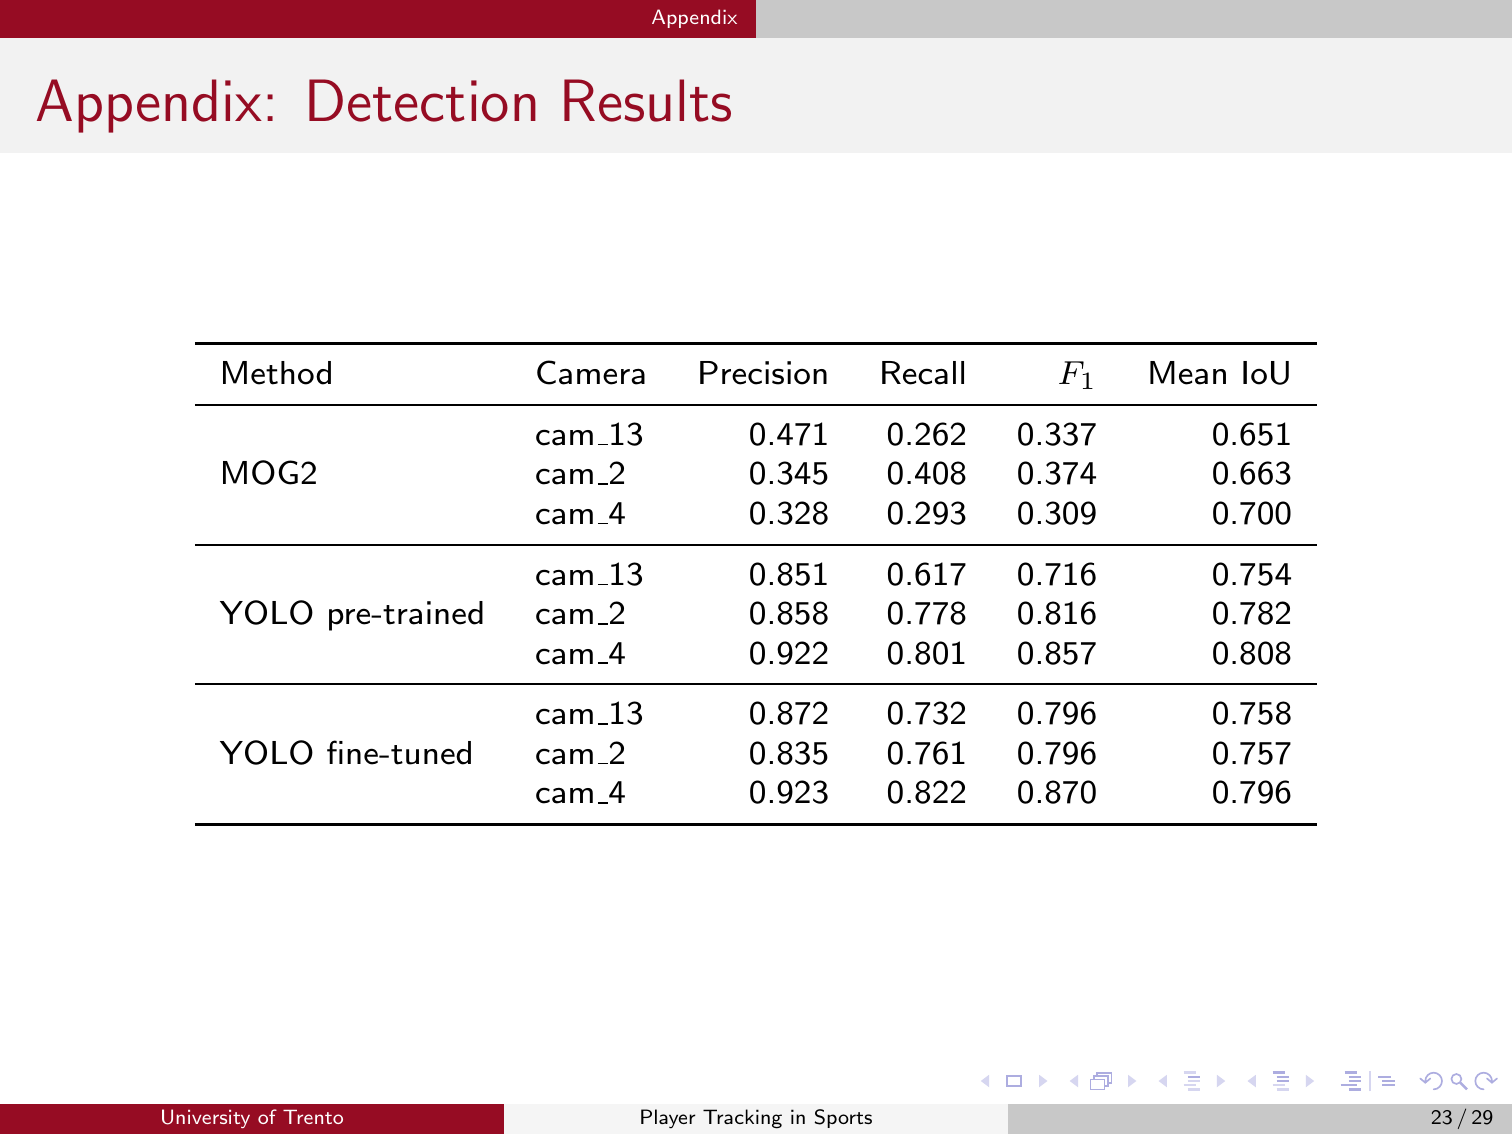 Appendix
Appendix: Detection Results
Method Camera Precision Recall F1 Mean IoU
cam_13 0.471 0.262 0.337 0.651
MOG2 cam_2 0.345 0.408 0.374 0.663
cam_4 0.328 0.293 0.309 0.700
cam_13 0.851 0.617 0.716 0.754
YOLO pre-trained cam_2 0.858 0.778 0.816 0.782
cam_4 0.922 0.801 0.857 0.808
cam_13 0.872 0.732 0.796 0.758
YOLO fine-tuned cam_2 0.835 0.761 0.796 0.757
cam_4 0.923 0.822 0.870 0.796
University of Trento Player Tracking in Sports 23 / 29